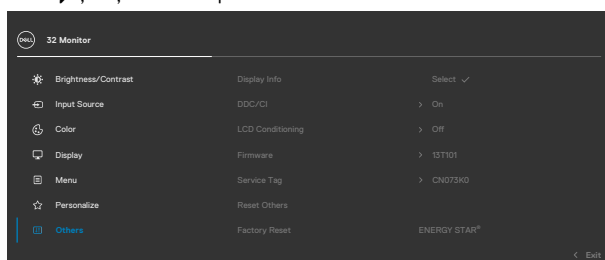 DELL
32 Monitor
Brightness/Contrast Display Info Select ✓
Input Source DDC/CI > On
Color LCD Conditioning > Off
Display Firmware > 13T101
Menu Service Tag > CN073K0
Personalize Reset Others
Others Factory Reset ENERGY STAR®
< Exit